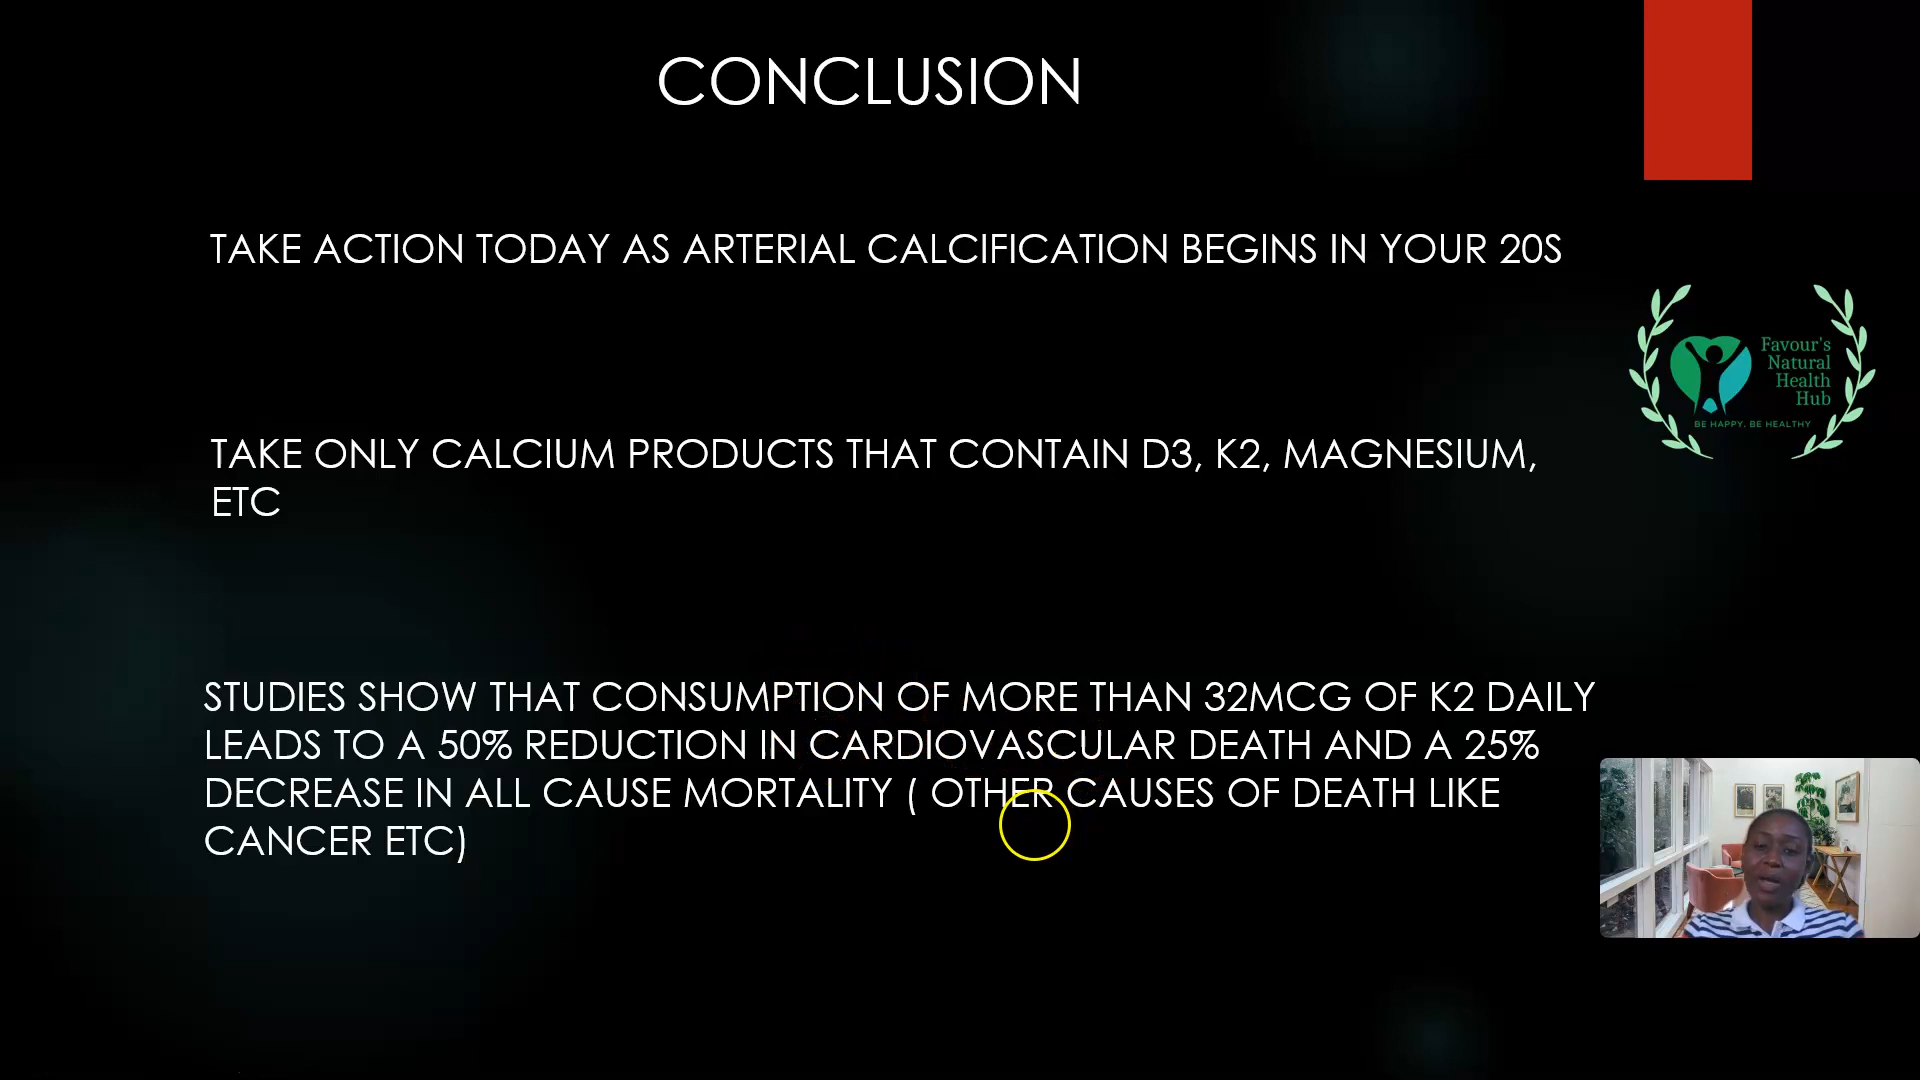 CONCLUSION
TAKE ACTION TODAY AS ARTERIAL CALCIFICATION BEGINS IN YOUR 20S
Favour's
Natural
Health
Hub
BE HAPPY. BE HEALTHY
TAKE ONLY CALCIUM PRODUCTS THAT CONTAIN D3, K2, MAGNESIUM,
ETC
STUDIES SHOW THAT CONSUMPTION OF MORE THAN 32MCG OF K2 DAILY
LEADS TO A 50% REDUCTION IN CARDIOVASCULAR DEATH AND A 25%
DECREASE IN ALL CAUSE MORTALITY ( OTHER CAUSES OF DEATH LIKE
CANCER ETC)